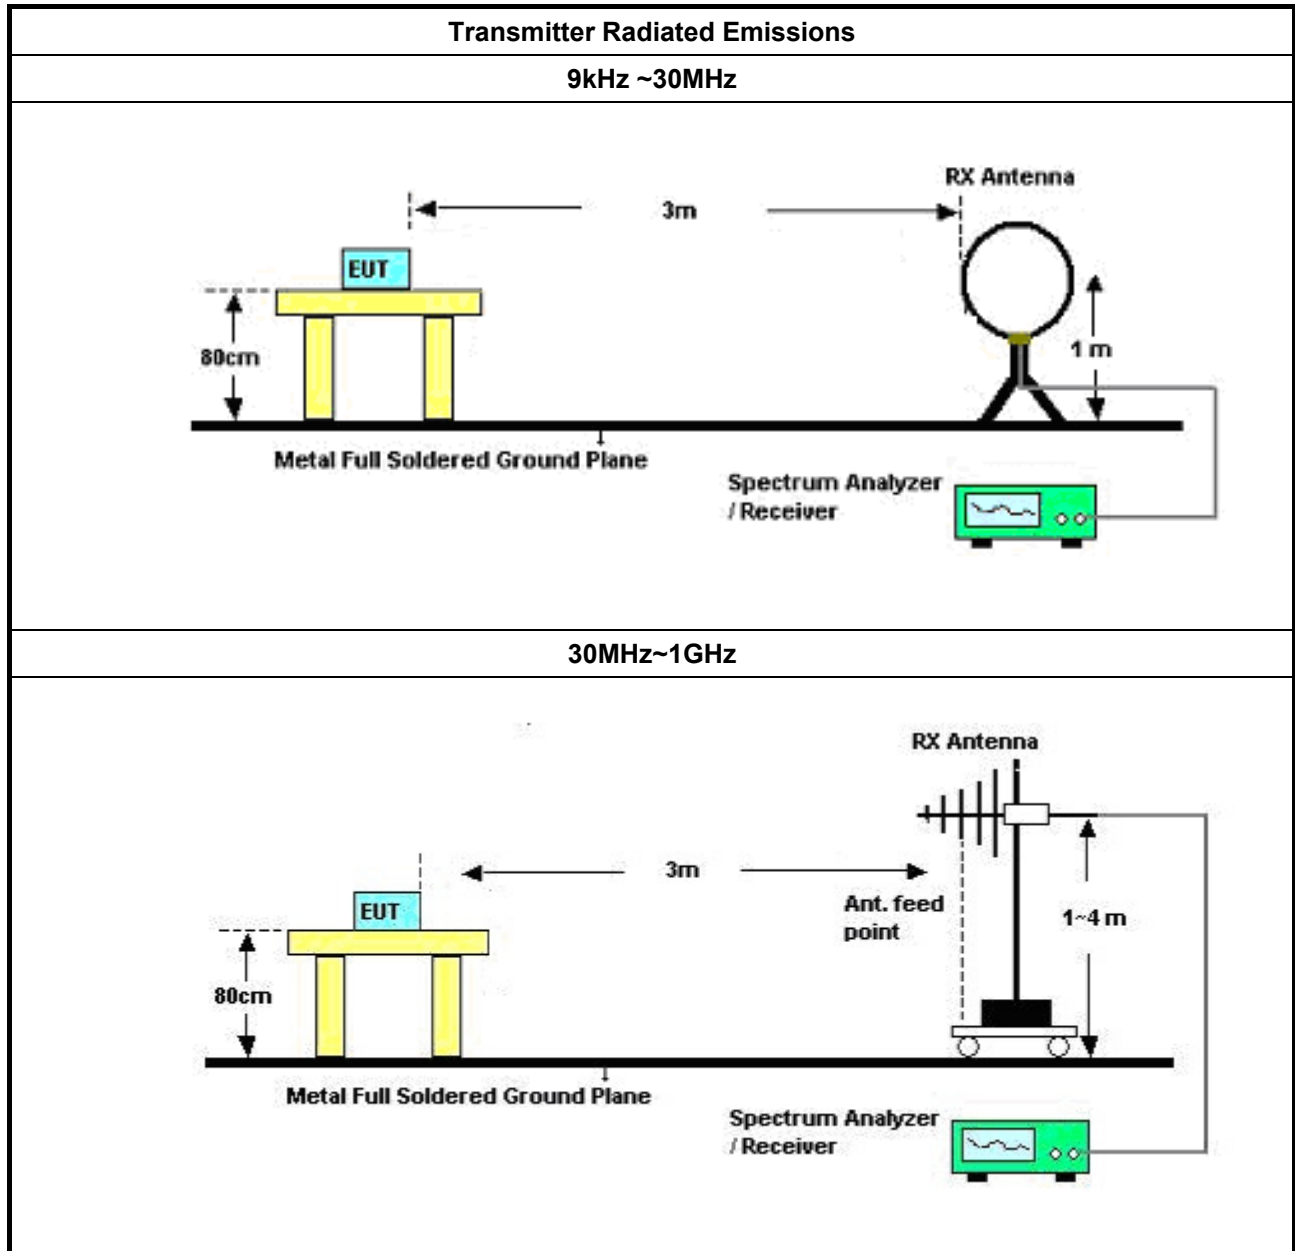 Transmitter Radiated Emissions
9kHz ~30MHz
RX Antenna
3m
EUT
80cm
1 m
Metal Full Soldered Ground Plane
Spectrum Analyzer
/ Receiver
30MHz~1GHz
RX Antenna
3m
EUT
Ant. feed
point
1~4 m
80cm
Metal Full Soldered Ground Plane
Spectrum Analyzer
/ Receiver